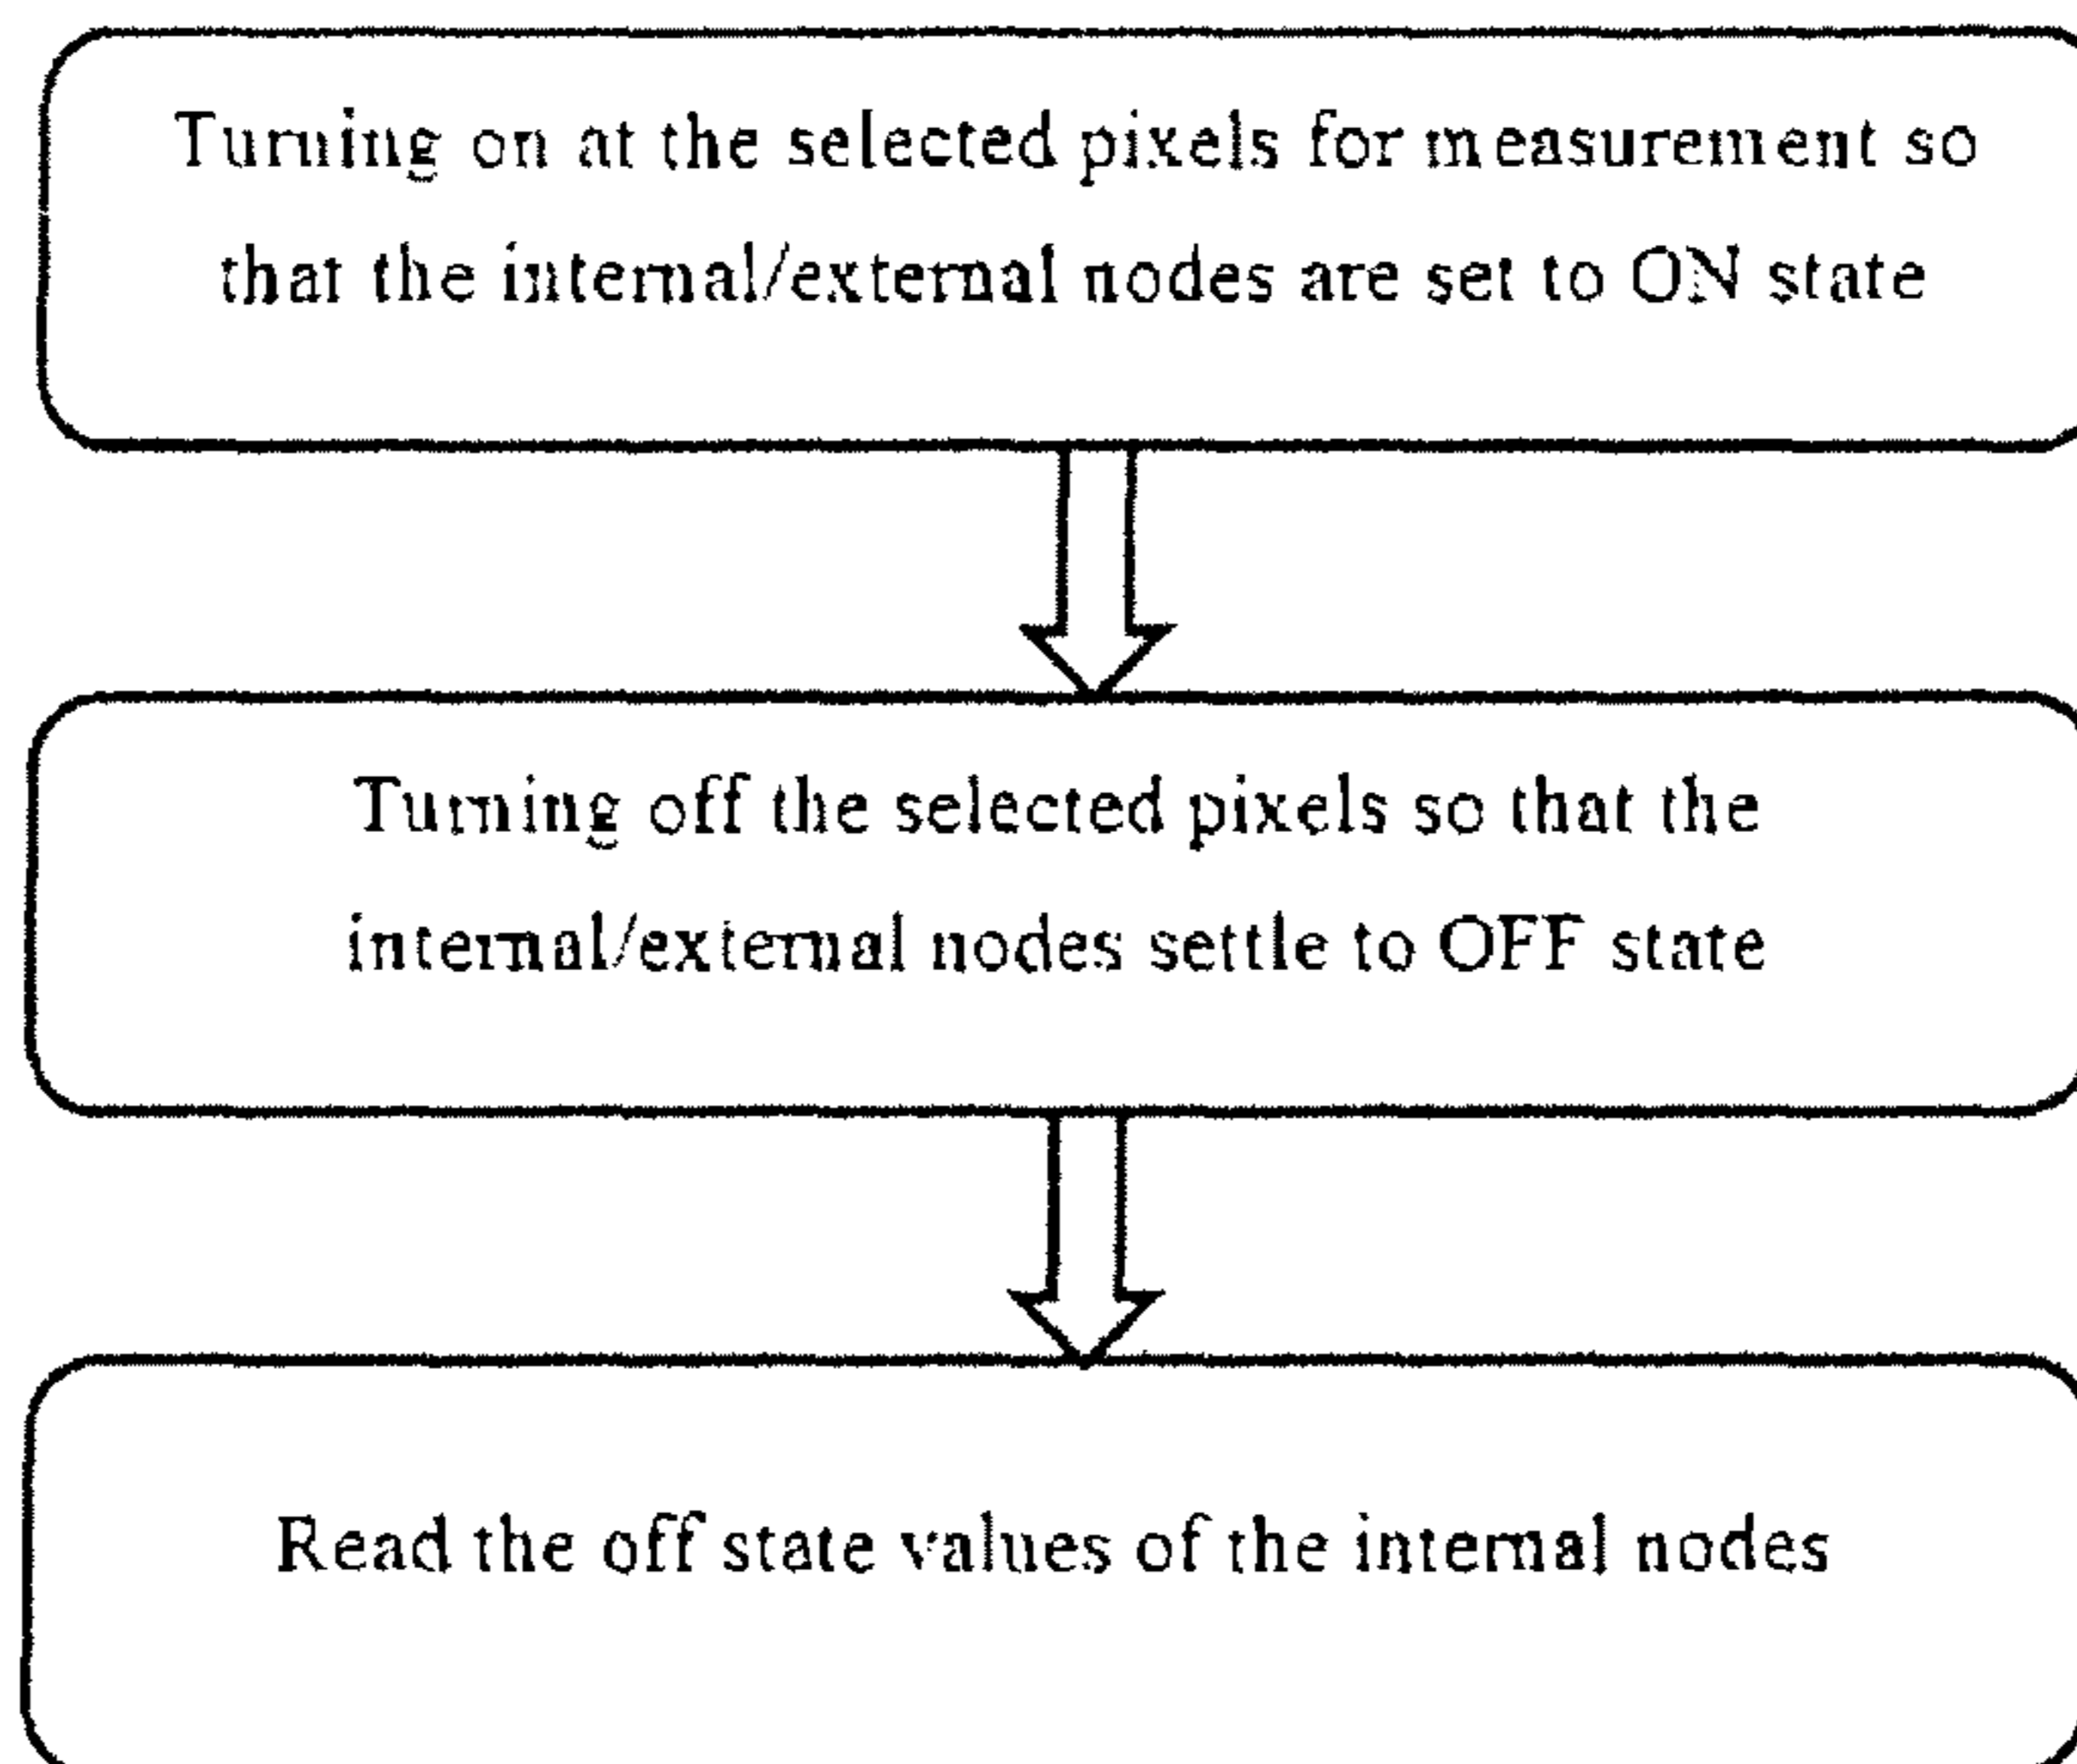 Turning on at the selected pixels for measurement so
that the internal/external nodes are set to ON state
Turning off the selected pixels so that the
internal/external nodes settle to OFF state
Read the off state values of the internal nodes